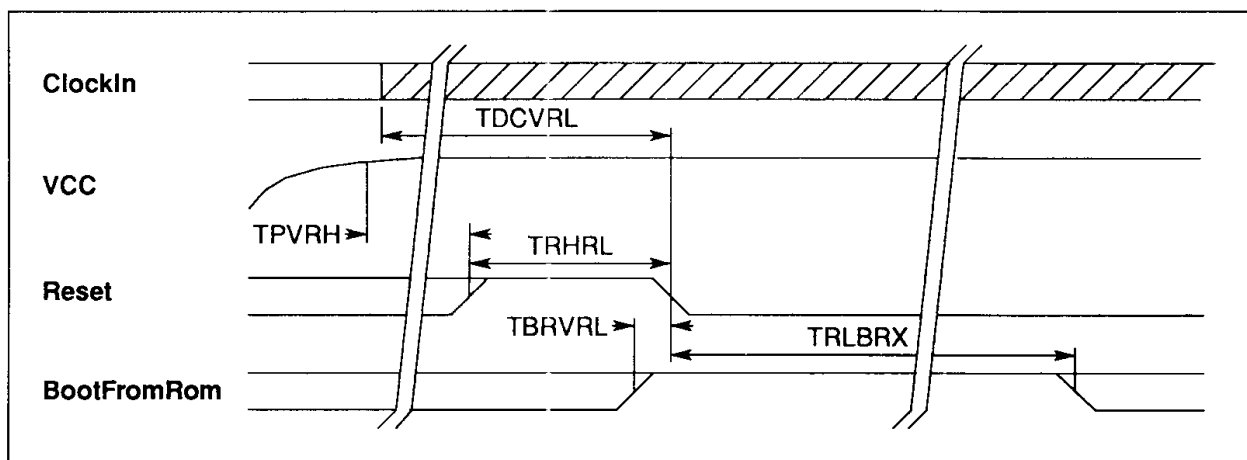 ClockIn
TDCVRL
VCC
TPVRH
TRHRL
Reset
TBRVRL
TRLBRX
BootFromRom